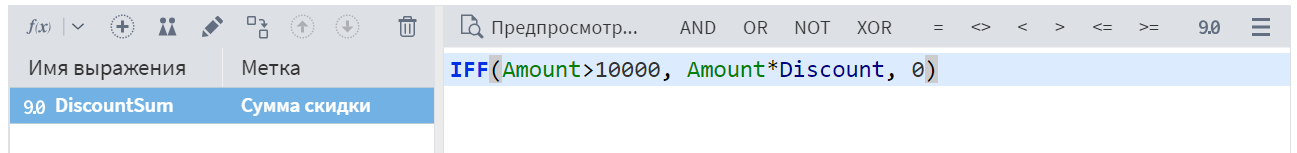 f(x) Предпросмотр... AND OR NOT XOR = <> < > <= >= 9.0
Имя выражения Метка
IFF(Amount>10000, Amount*Discount, 0)
9.0 DiscountSum Сумма скидки